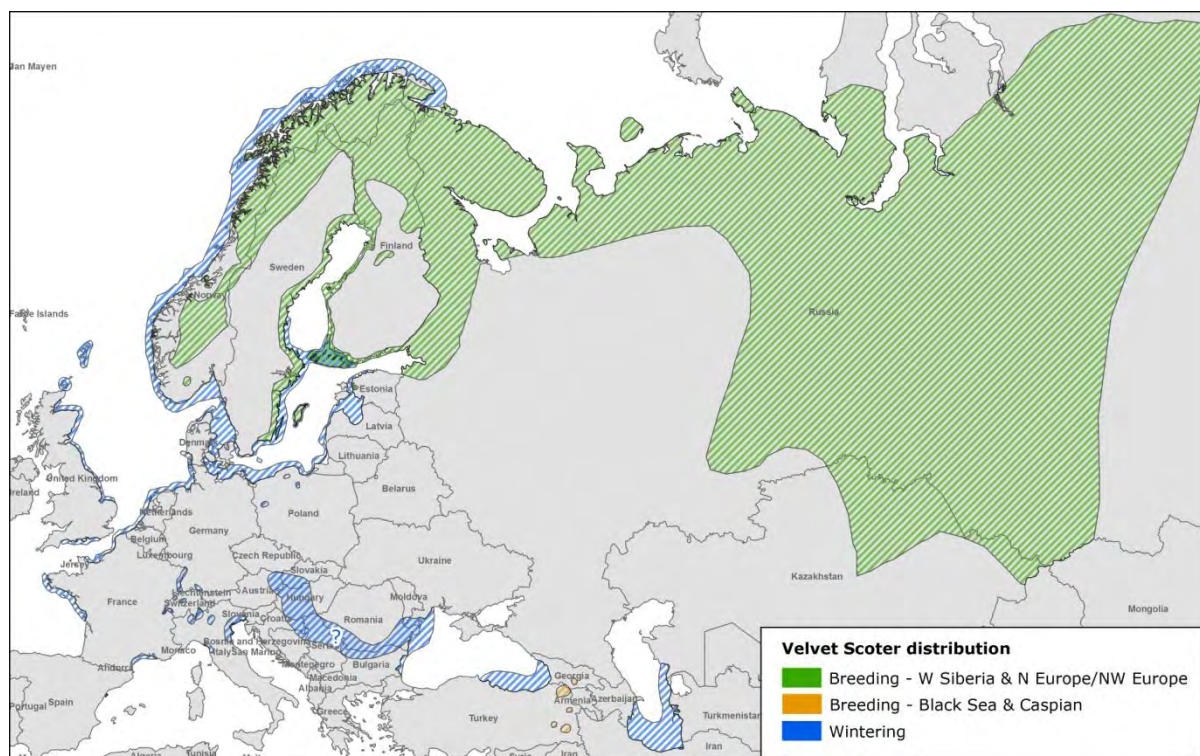 Jan Mayen
Finland
Sweden
Norway
Russia
Estonia
Latvia
Denmark
Lithuania
United Kingdom
Ireland
Belarus
Netherlands
Poland
Germany
Belgium
Luxembourg
Czech Republic
Ukraine
Jersey
Slovakia
Kazakhstan
Liechtenstein
Austria
Hungary
Moldova
France
Switzerland
Mongolia
Slovenia
Croatia
Romania
?
Bosnia and Herzegovina
Monaco
Italy
San Marino
Bulgaria
Montenegro
Georgia
Andorra
Macedonia
Armenia
Azerbaijan
Albania
Portugal
Spain
Turkey
Turkmenistan
Greece
Iran
Iran
Velvet Scoter distribution
Breeding - W Siberia & N Europe/NW Europe
Breeding - Black Sea & Caspian
Wintering